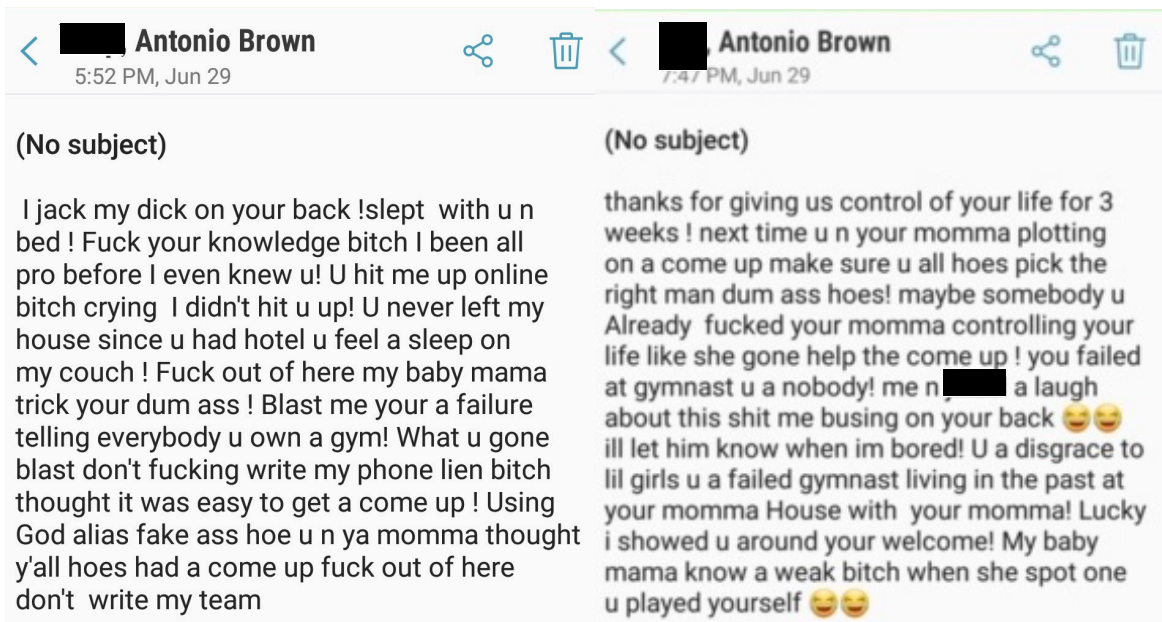 , Antonio Brown
5:52 PM, Jun 29
(No subject)
I jack my dick on your back !slept with u n
bed ! Fuck your knowledge bitch I been all
pro before I even knew u! U hit me up online
bitch crying I didn't hit u up! U never left my
house since u had hotel u feel a sleep on
my couch ! Fuck out of here my baby mama
trick your dum ass ! Blast me your a failure
telling everybody u own a gym! What u gone
blast don't fucking write my phone lien bitch
thought it was easy to get a come up ! Using
God alias fake ass hoe u n ya momma thought
y'all hoes had a come up fuck out of here
don't write my team
, Antonio Brown
7:47 PM, Jun 29
(No subject)
thanks for giving us control of your life for 3
weeks ! next time u n your momma plotting
on a come up make sure u all hoes pick the
right man dum ass hoes! maybe somebody u
Already fucked your momma controlling your
life like she gone help the come up ! you failed
at gymnast u a nobody! me n a laugh
about this shit me busing on your back 😆😆
ill let him know when im bored! U a disgrace to
lil girls u a failed gymnast living in the past at
your momma House with your momma! Lucky
i showed u around your welcome! My baby
mama know a weak bitch when she spot one
u played yourself 😆😆